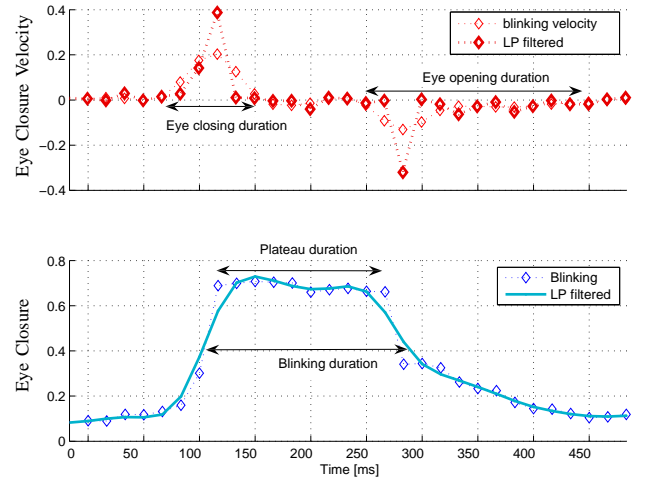 0.4
0.2
0
−0.2
−0.4
Eye Closure Velocity
blinking velocity
LP filtered
Eye opening duration
Eye closing duration
0.8
0.6
0.4
0.2
0
Eye Closure
Plateau duration
Blinking
LP filtered
Blinking duration
0 50 100 150 200 250 300 350 400 450
Time [ms]